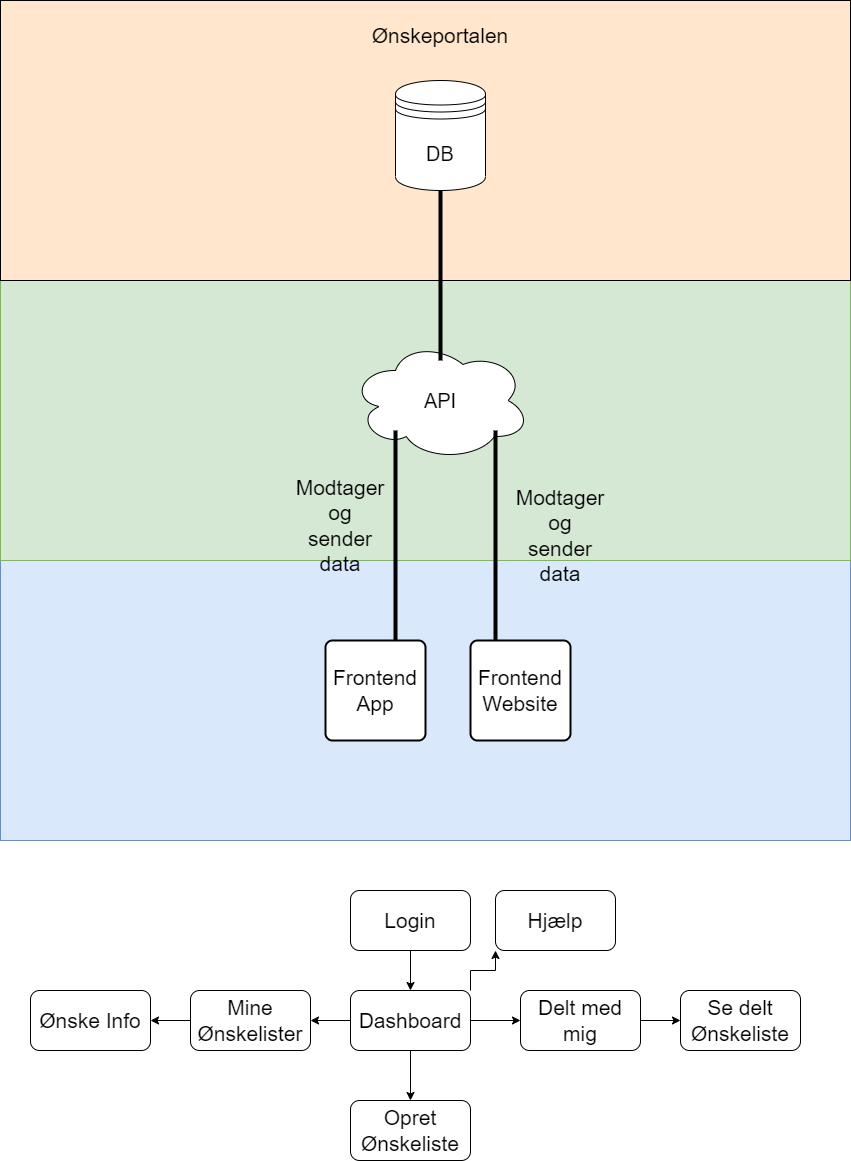 Ønskeportalen
DB
API
Modtager
og
sender
data
Modtager
og
sender
data
Frontend
App
Frontend
Website
Login
Hjælp
Ønske Info
Mine
Ønskelister
Dashboard
Delt med
mig
Se delt
Ønskeliste
Opret
Ønskeliste